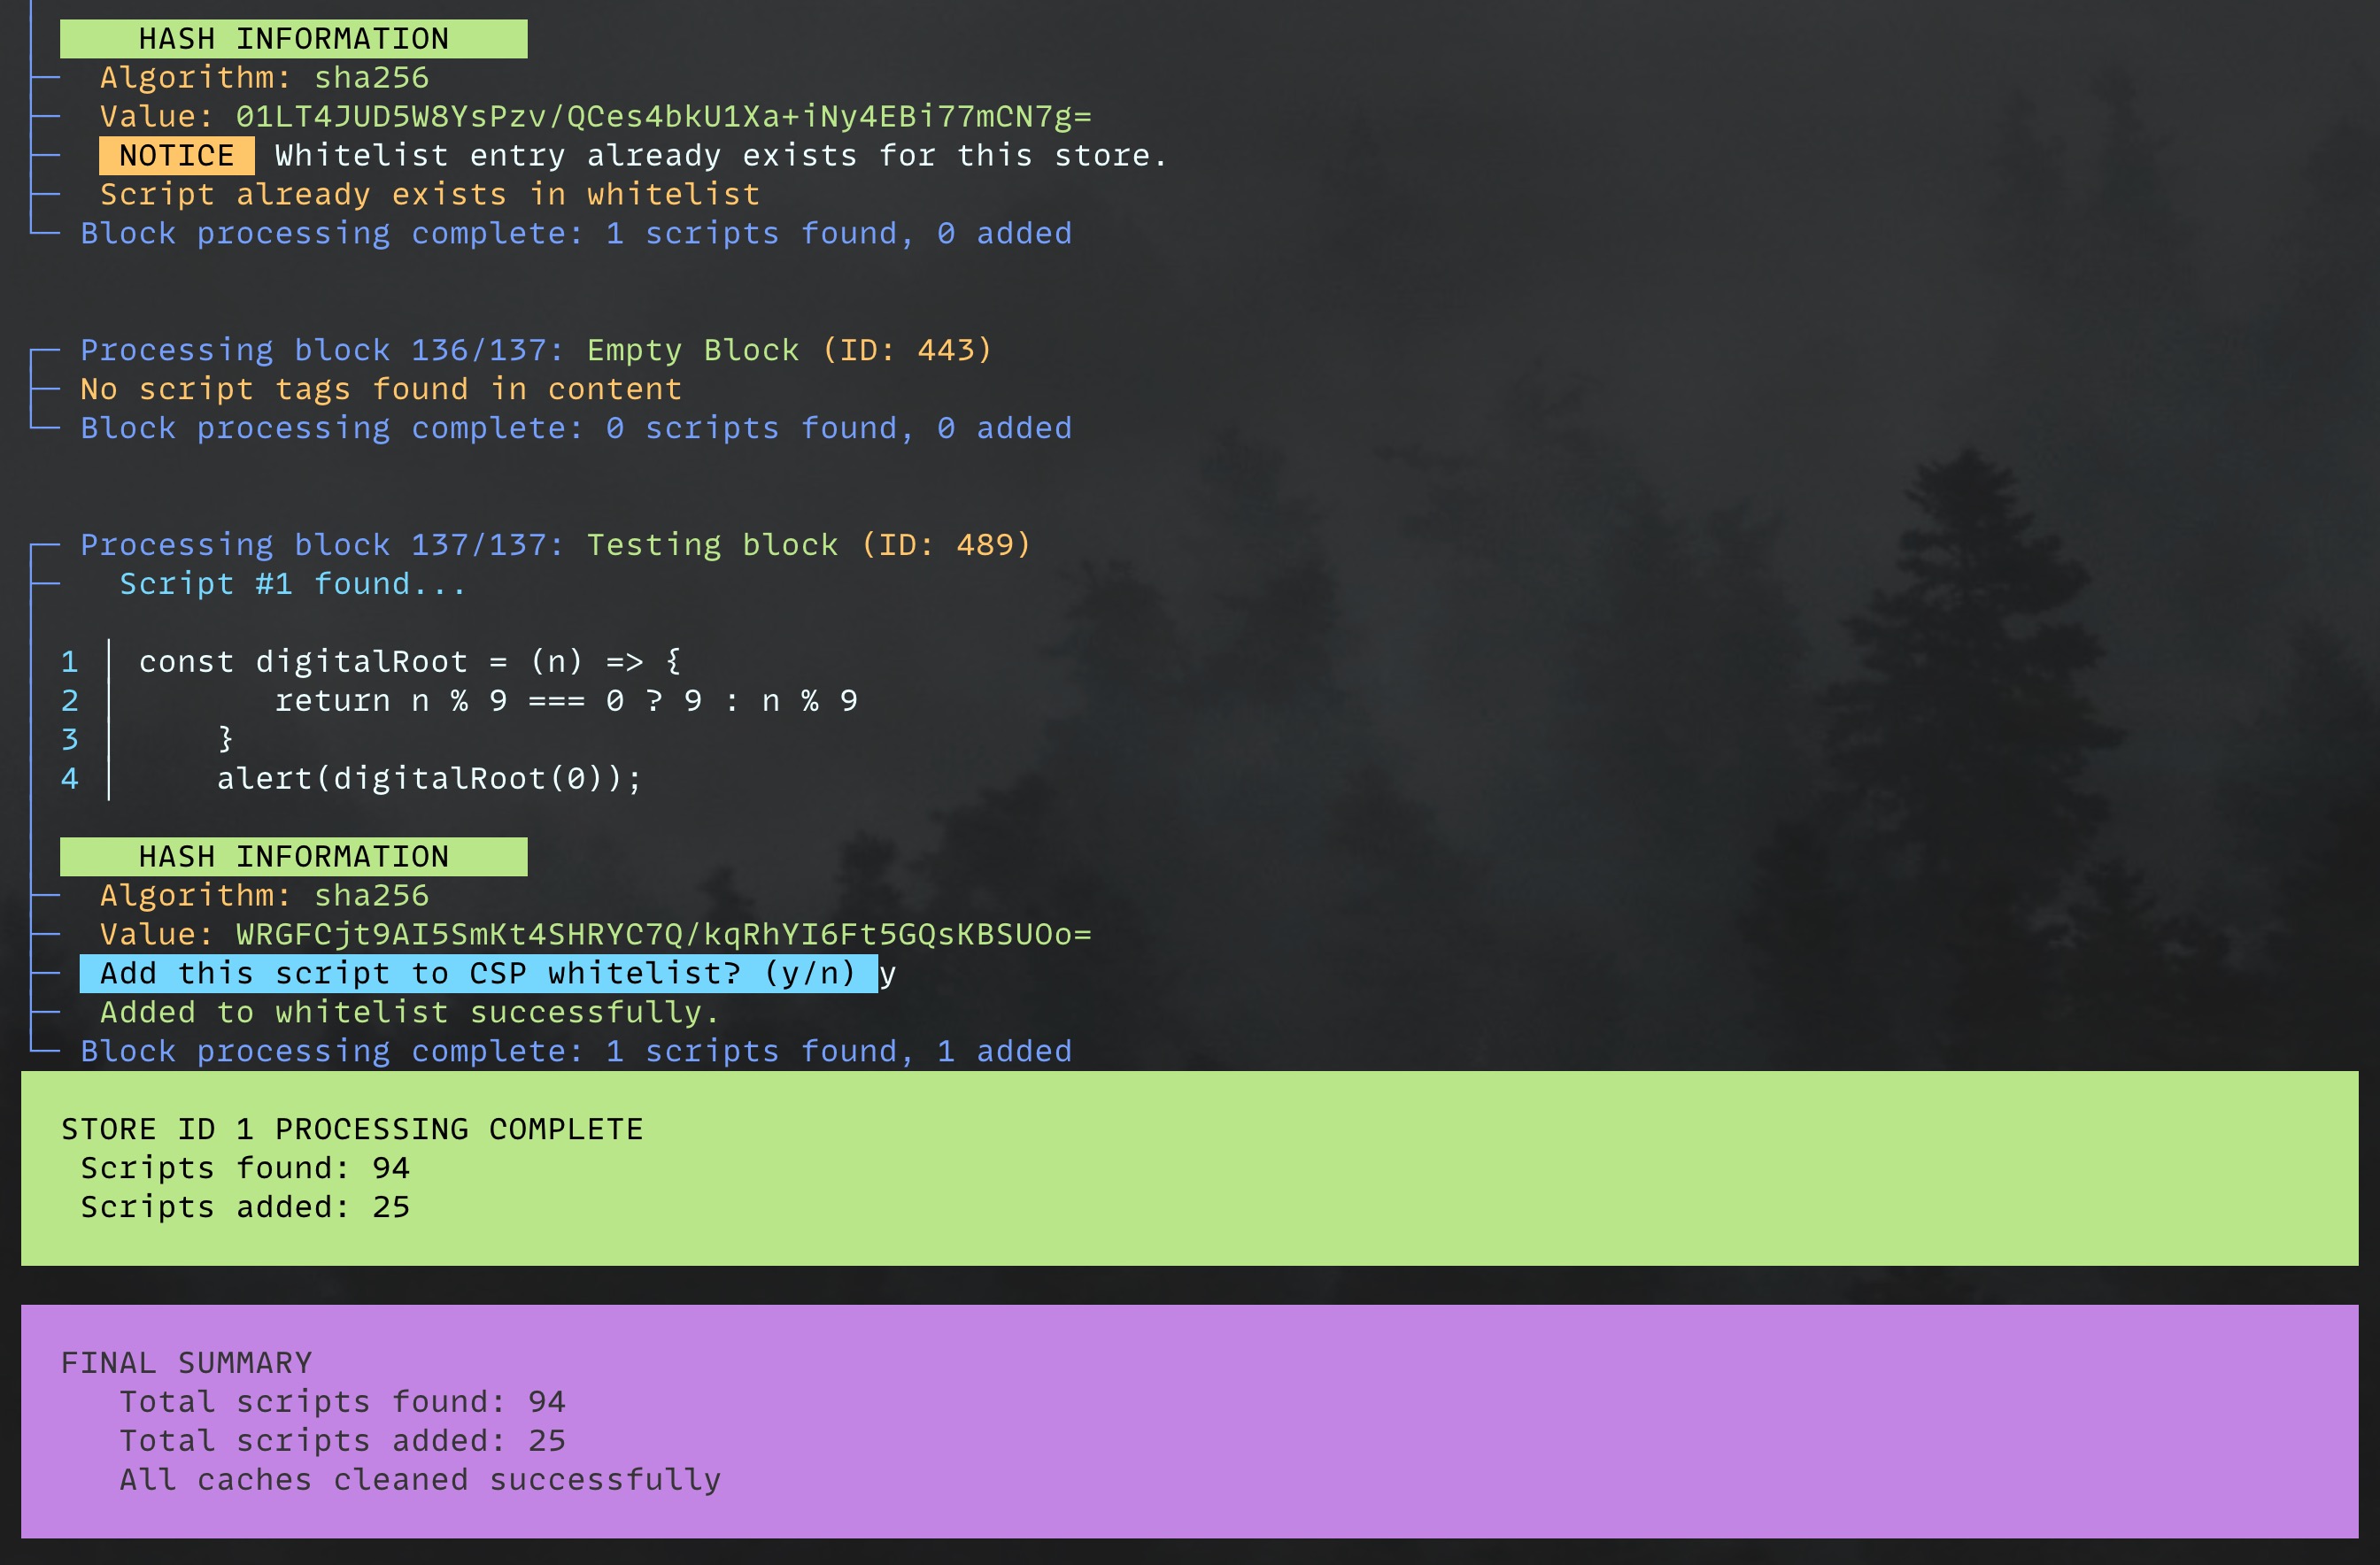 HASH INFORMATION
Algorithm: sha256
Value: 01LT4JUD5W8YsPzv/QCes4bkU1Xa+iNy4EBi77mCN7g=
NOTICE Whitelist entry already exists for this store.
Script already exists in whitelist
Block processing complete: 1 scripts found, 0 added
Processing block 136/137: Empty Block (ID: 443)
No script tags found in content
Block processing complete: 0 scripts found, 0 added
Processing block 137/137: Testing block (ID: 489)
Script #1 found...
1 │ const digitalRoot = (n) => {
2 │        return n % 9 === 0 ? 9 : n % 9
3 │     }
4 │     alert(digitalRoot(0));
HASH INFORMATION
Algorithm: sha256
Value: WRGFCjt9AI5SmKt4SHRYC7Q/kqRhYI6Ft5GQsKBSUOo=
Add this script to CSP whitelist? (y/n) y
Added to whitelist successfully.
Block processing complete: 1 scripts found, 1 added
STORE ID 1 PROCESSING COMPLETE
Scripts found: 94
Scripts added: 25
FINAL SUMMARY
Total scripts found: 94
Total scripts added: 25
All caches cleaned successfully